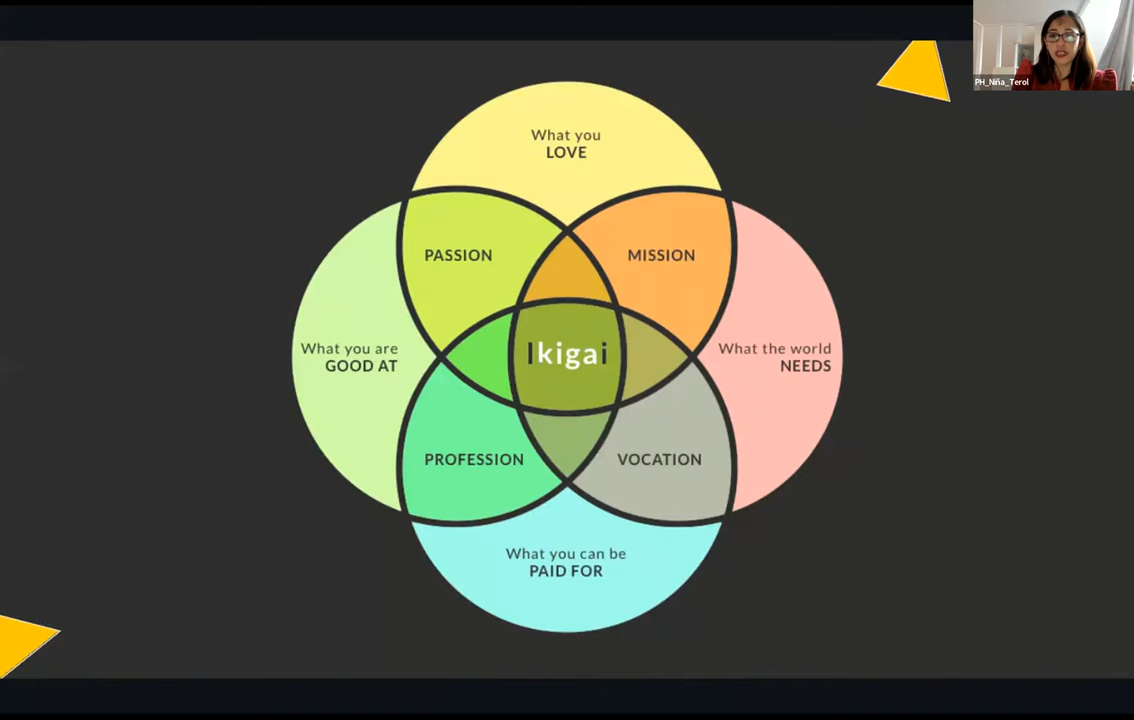 PH_Niña_Terol
What you
LOVE
PASSION
MISSION
What you are
GOOD AT
Ikigai
What the world
NEEDS
PROFESSION
VOCATION
What you can be
PAID FOR